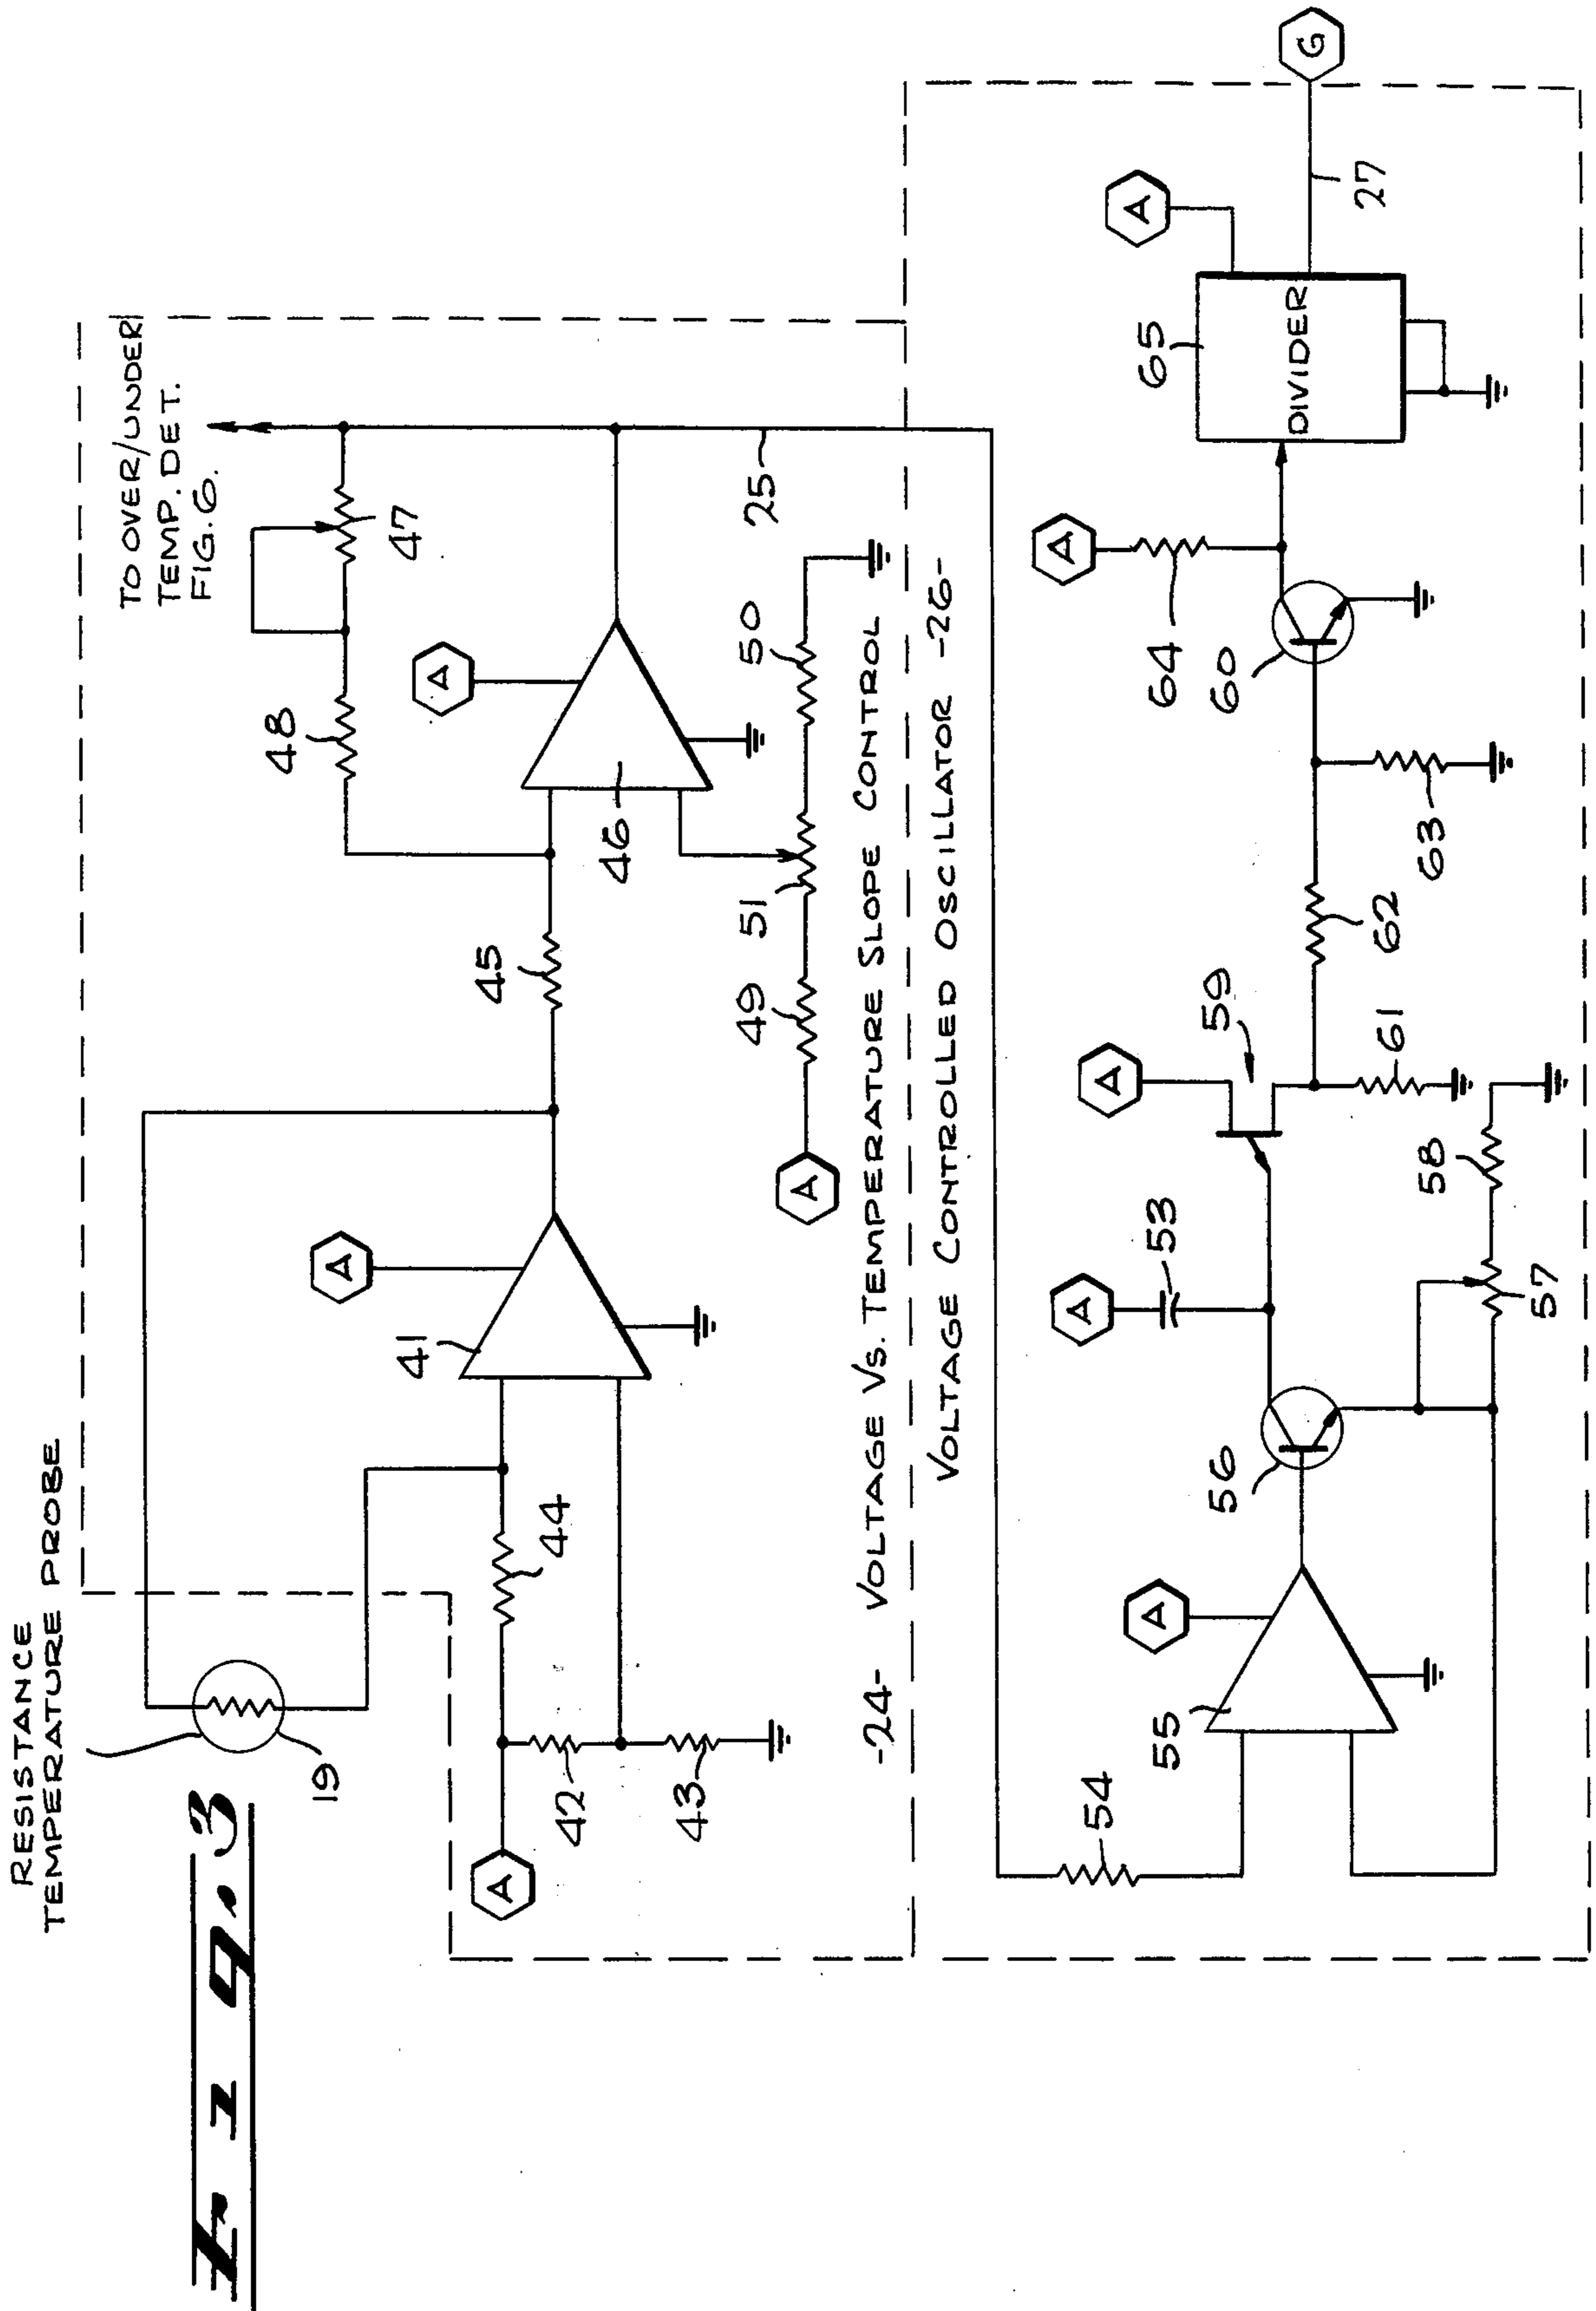 Fig. 3
RESISTANCE
TEMPERATURE PROBE
19
TO OVER/UNDER
TEMP. DET.
FIG. 6.
A
42
43
44
41
A
45
48
47
A
46
25
A
49
51
50
-24- VOLTAGE VS. TEMPERATURE SLOPE CONTROL
VOLTAGE CONTROLLED OSCILLATOR -26-
54
55
A
56
A
53
57
58
A
59
61
62
63
60
64
A
65
DIVIDER
A
27
G